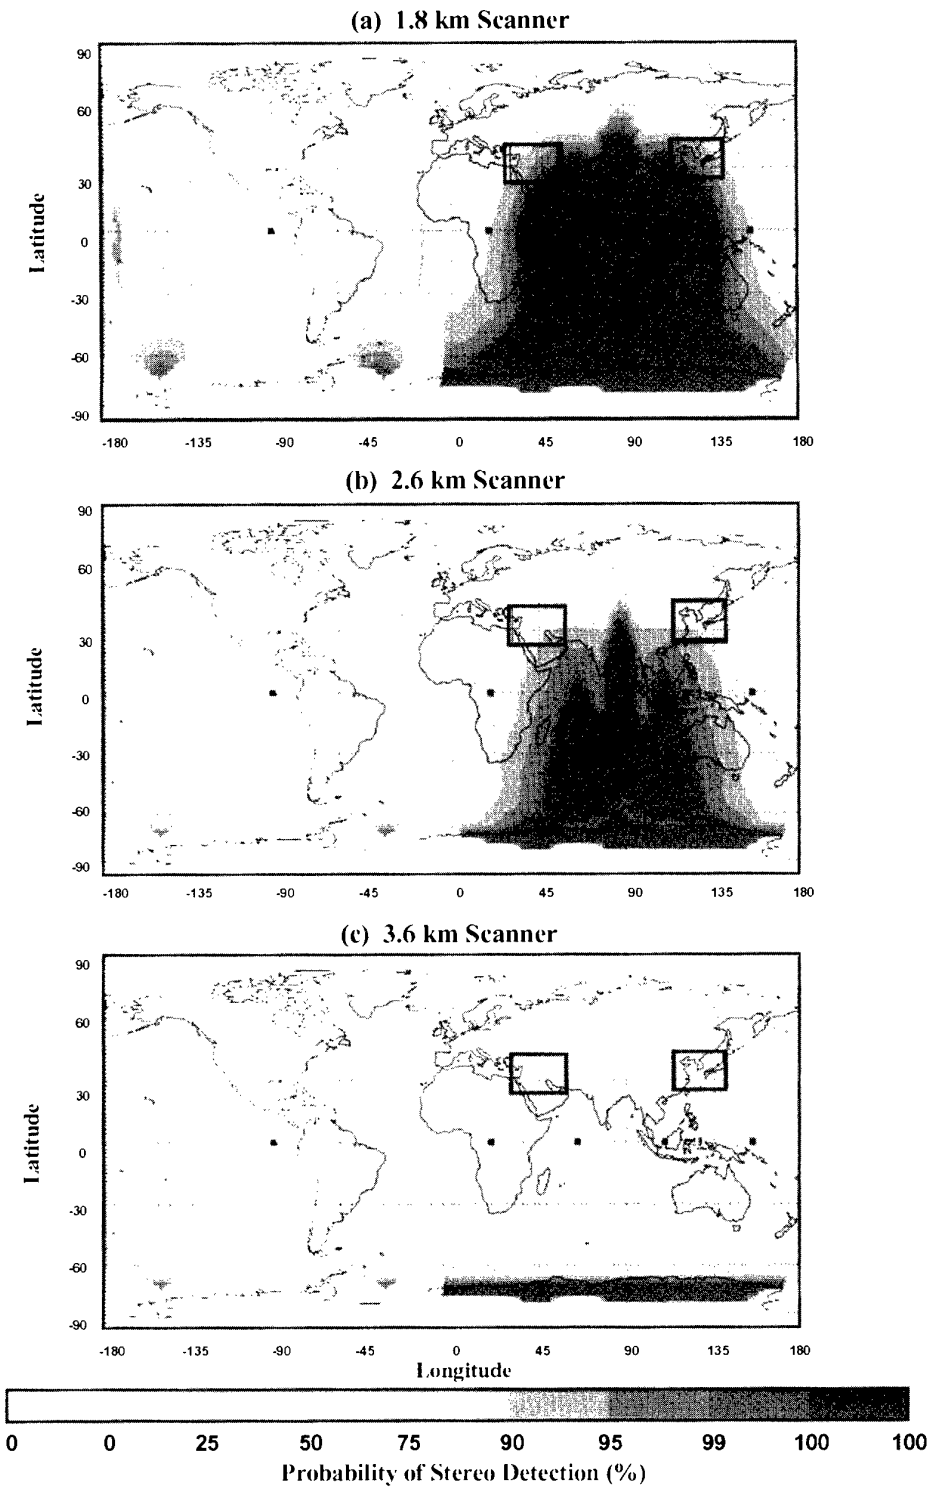 (a) 1.8 km Scanner
90
60
30
0
-30
-60
-90
Latitude
-180 -135 -90 -45 0 45 90 135 180
(b) 2.6 km Scanner
90
60
30
0
-30
-60
-90
Latitude
-180 -135 -90 -45 0 45 90 135 180
(c) 3.6 km Scanner
90
60
30
0
-30
-60
-90
Latitude
-180 -135 -90 -45 0 45 90 135 180
Longitude
0 0 25 50 75 90 95 99 100 100
Probability of Stereo Detection (%)